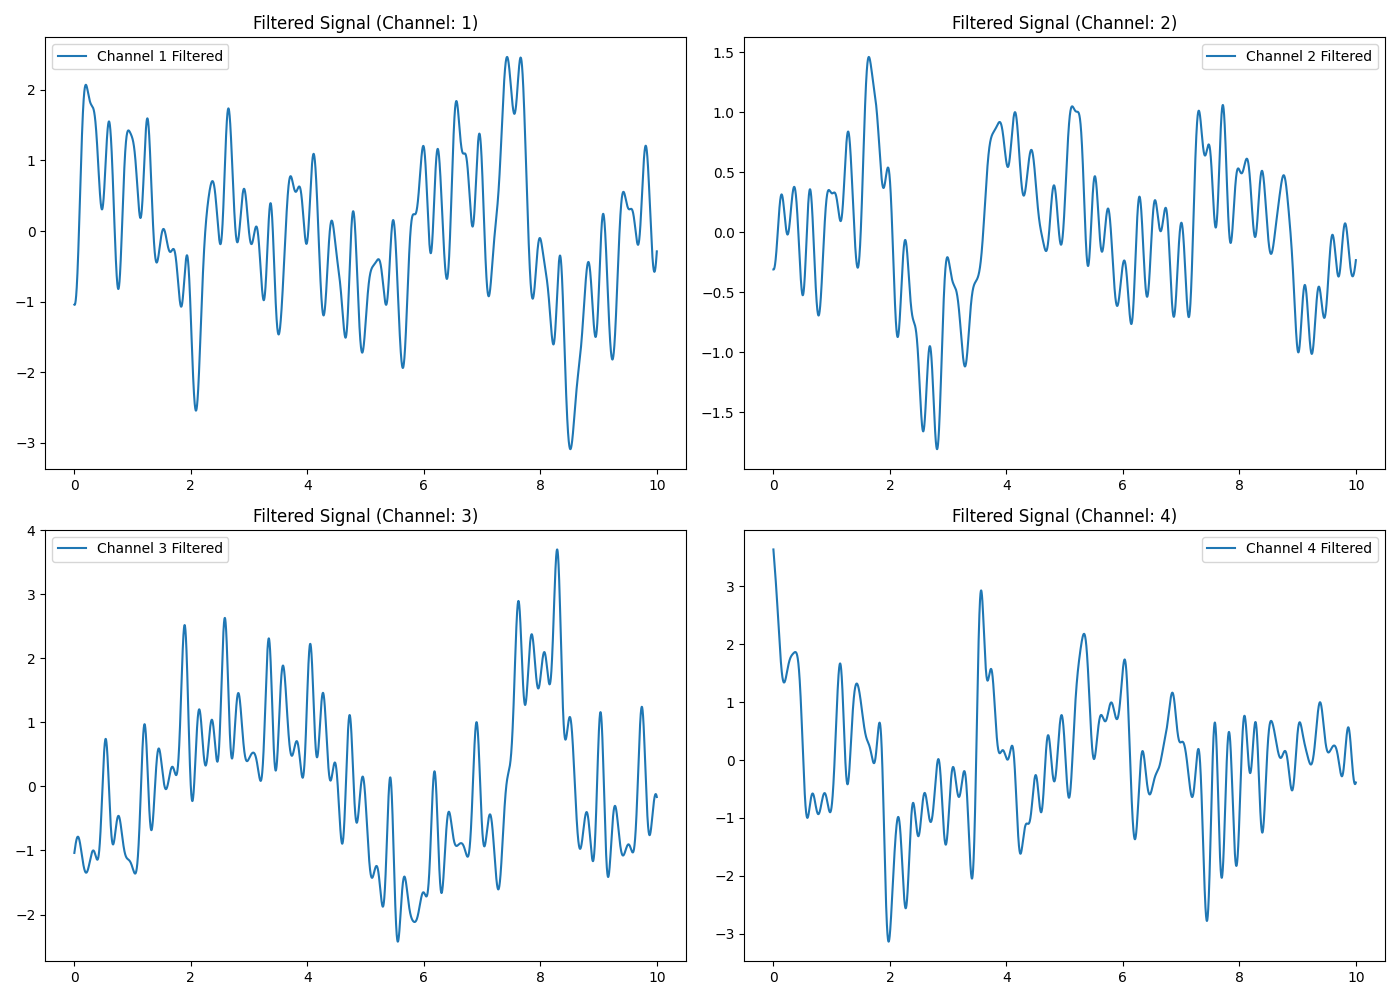 Filtered Signal (Channel: 1)
Channel 1 Filtered
2
1
0
−1
−2
−3
0 2 4 6 8 10
Filtered Signal (Channel: 2)
Channel 2 Filtered
1.5
1.0
0.5
0.0
−0.5
−1.0
−1.5
0 2 4 6 8 10
Filtered Signal (Channel: 3)
Channel 3 Filtered
4
3
2
1
0
−1
−2
0 2 4 6 8 10
Filtered Signal (Channel: 4)
Channel 4 Filtered
3
2
1
0
−1
−2
−3
0 2 4 6 8 10